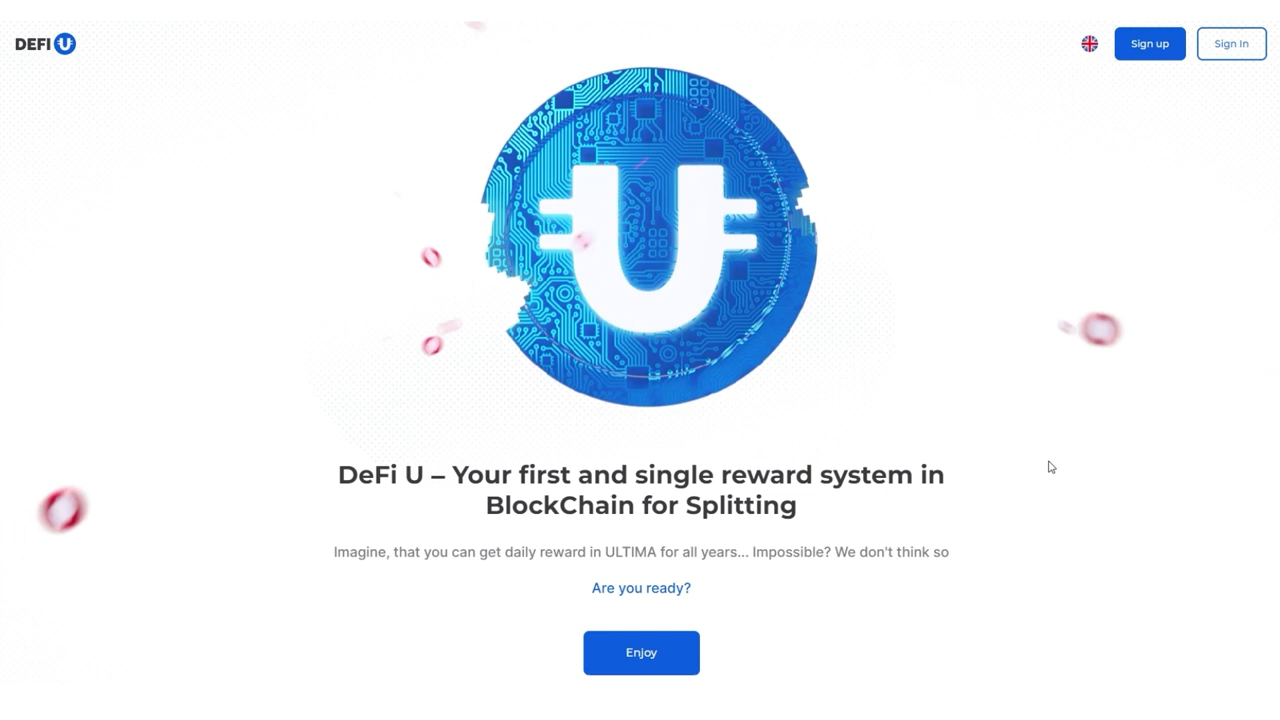 DEFI U
Sign up
Sign In
U
DeFi U – Your first and single reward system in
BlockChain for Splitting
Imagine, that you can get daily reward in ULTIMA for all years... Impossible? We don't think so
Are you ready?
Enjoy